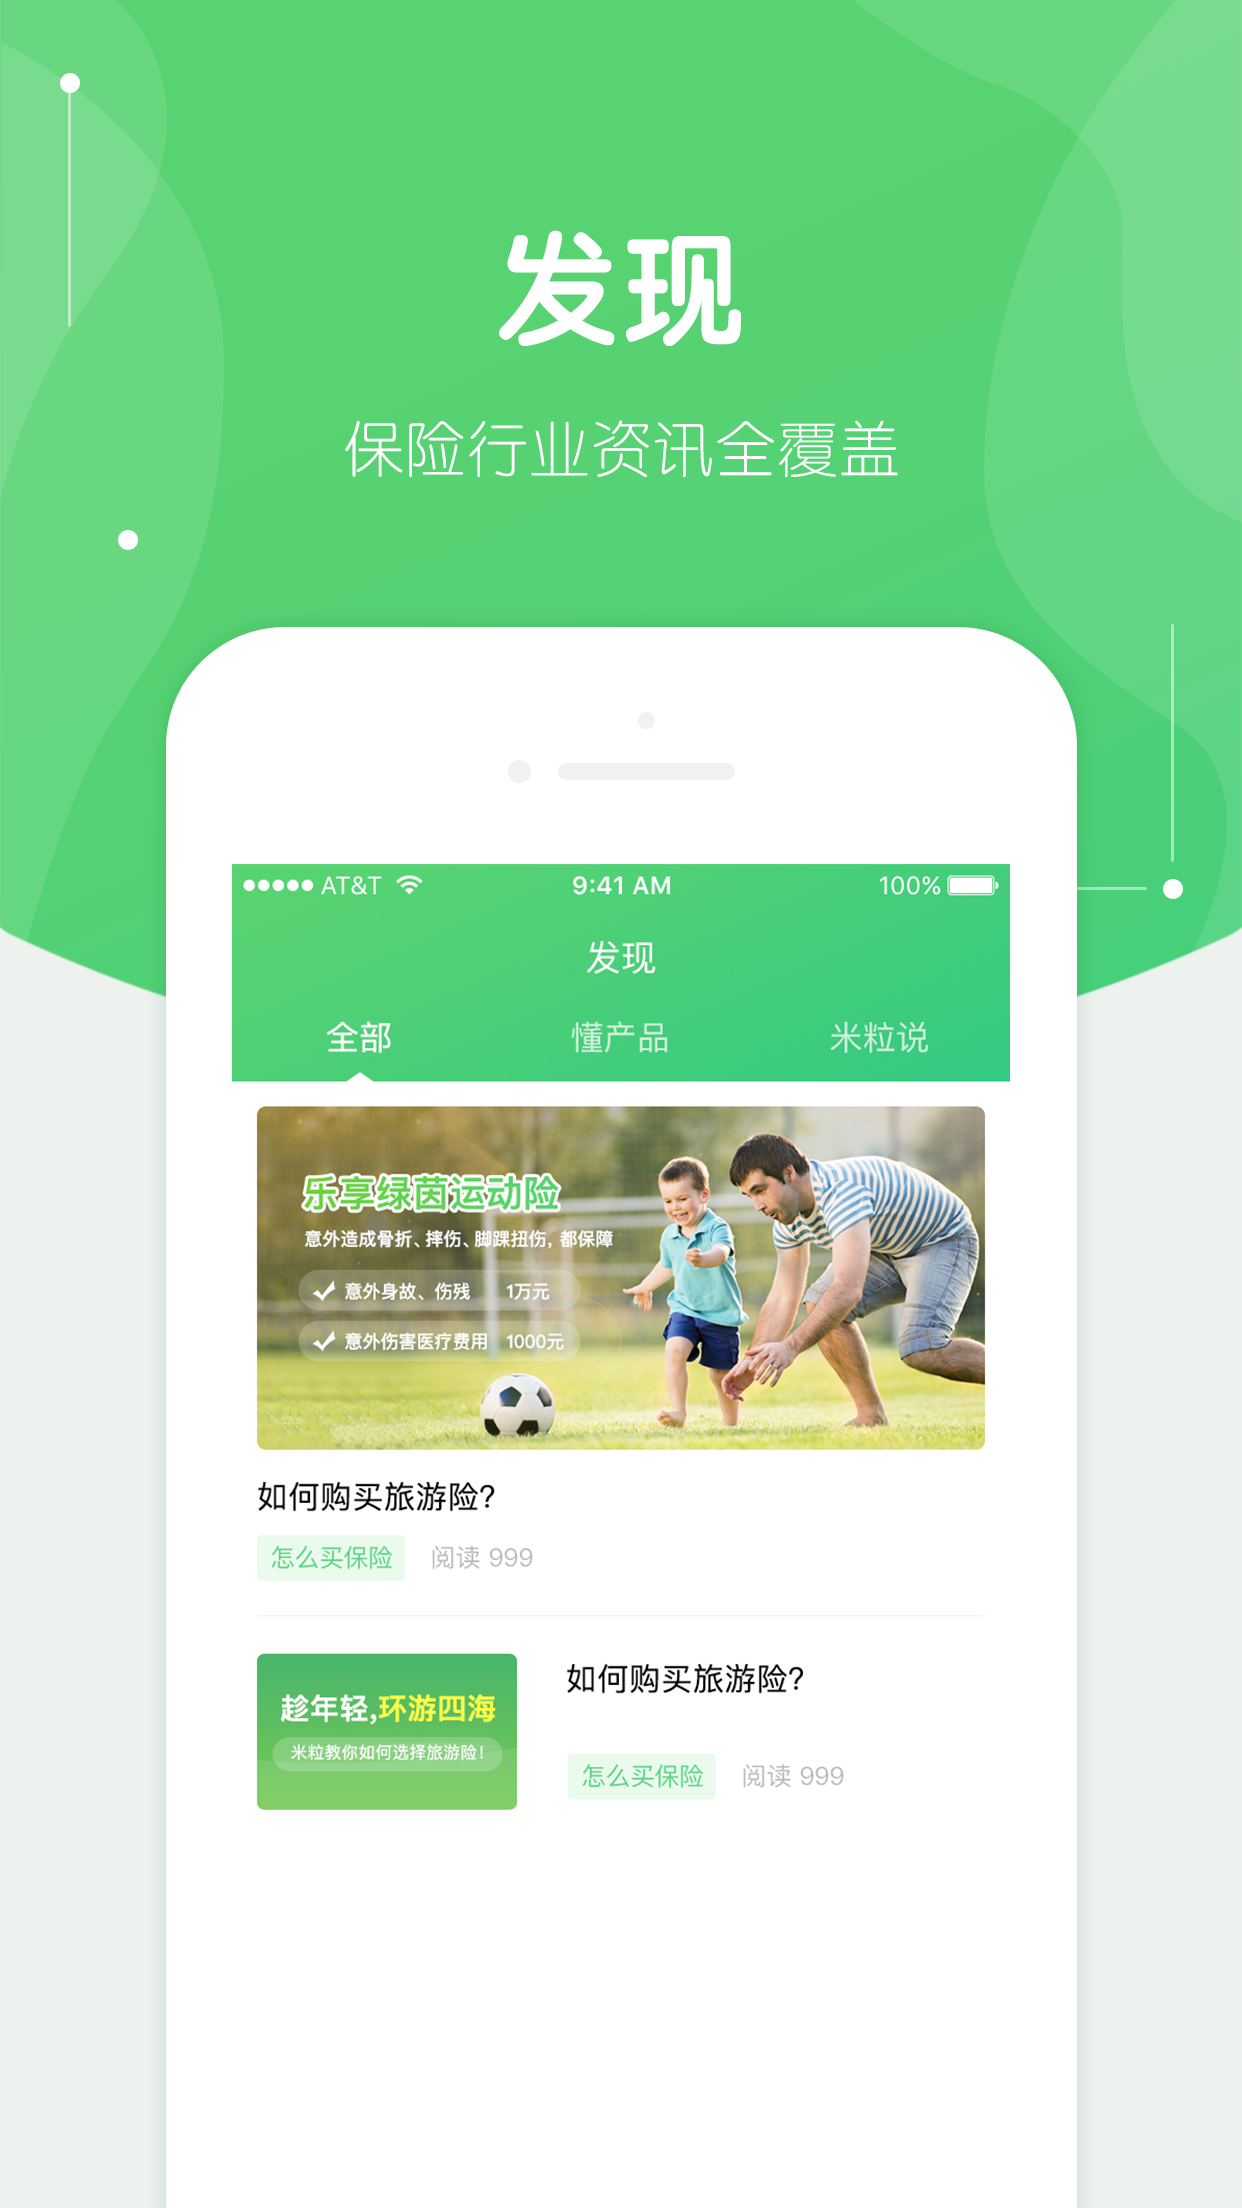 发现
保险行业资讯全覆盖
AT&T 9:41 AM 100%
发现
全部 懂产品 米粒说
乐享绿茵运动险
意外造成骨折、摔伤、脚踝扭伤，都保障
意外身故、伤残 1万元
意外伤害医疗费用 1000元
如何购买旅游险?
怎么买保险 阅读 999
趁年轻,环游四海
米粒教你如何选择旅游险!
如何购买旅游险?
怎么买保险 阅读 999